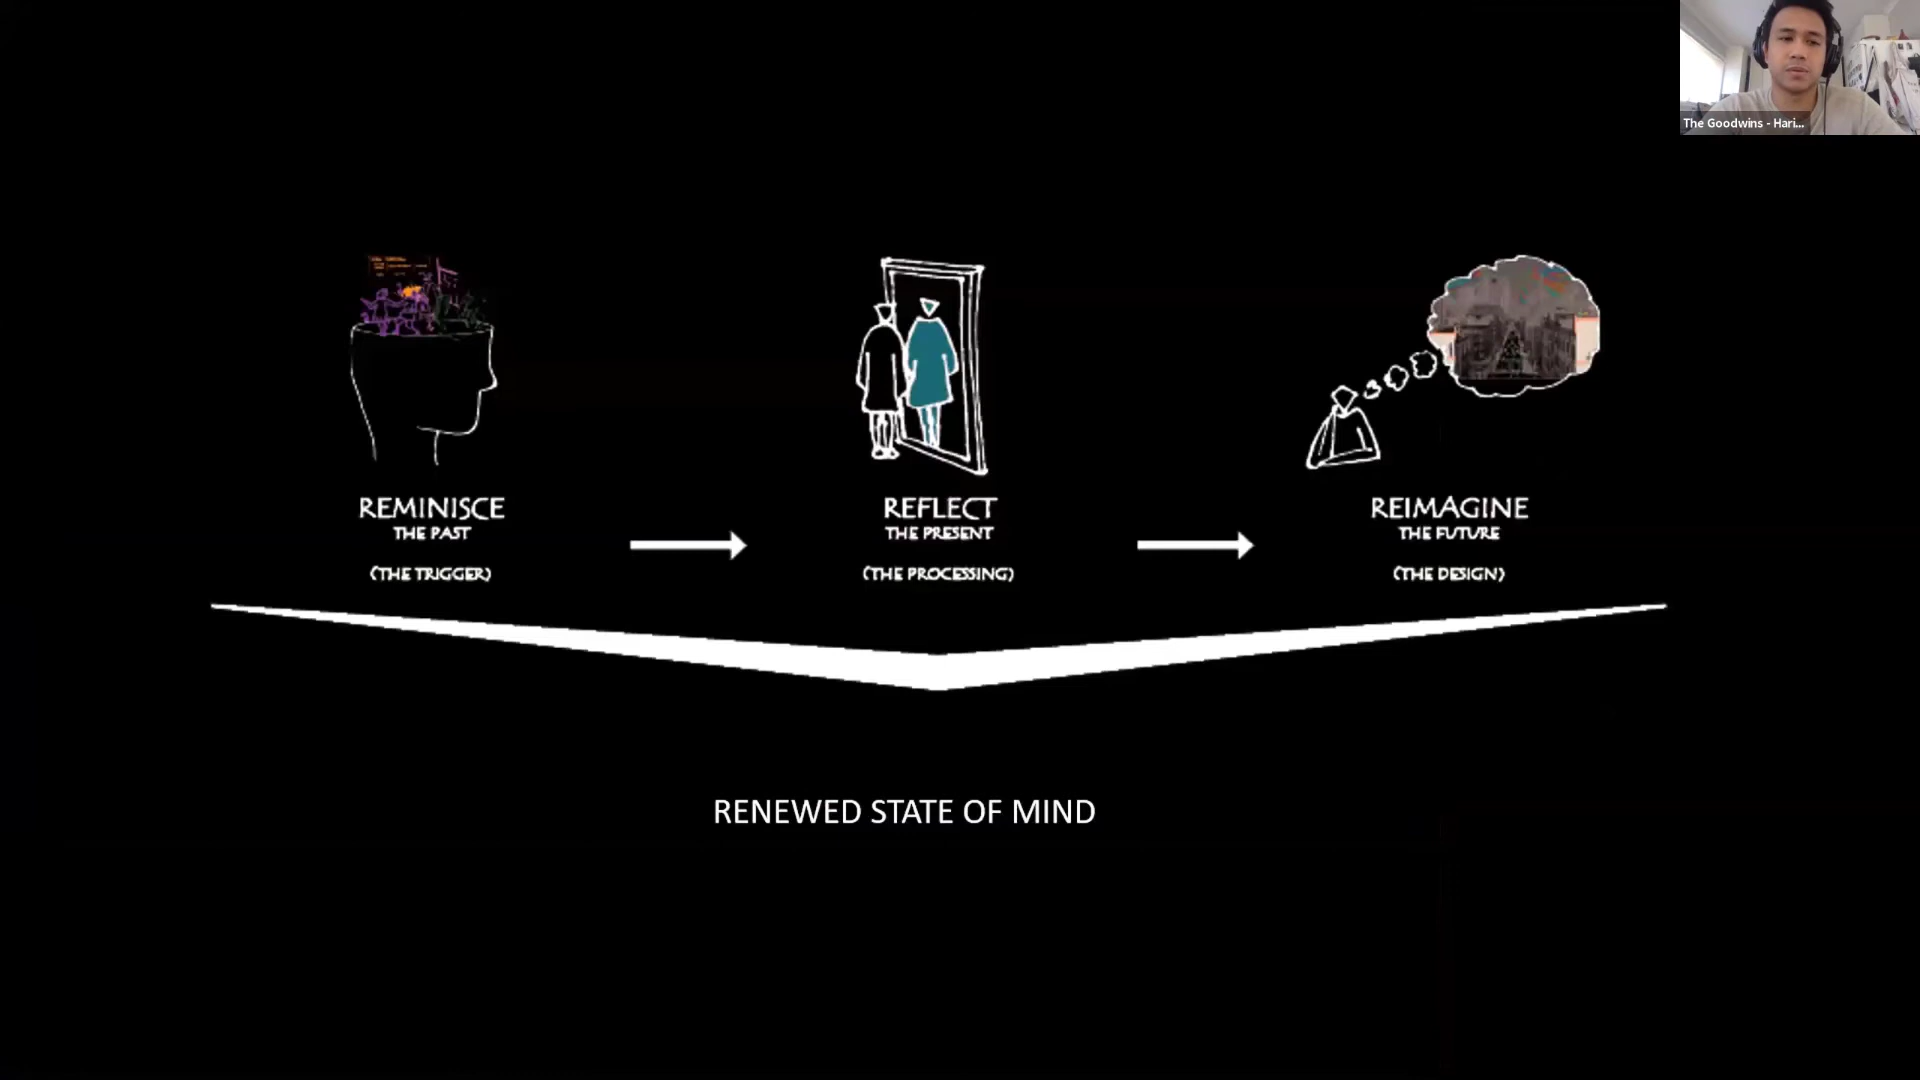 The Goodwins - Hari...
REMINISCE
THE PAST
(THE TRIGGER)
REFLECT
THE PRESENT
(THE PROCESSING)
REIMAGINE
THE FUTURE
(THE DESIGN)
RENEWED STATE OF MIND